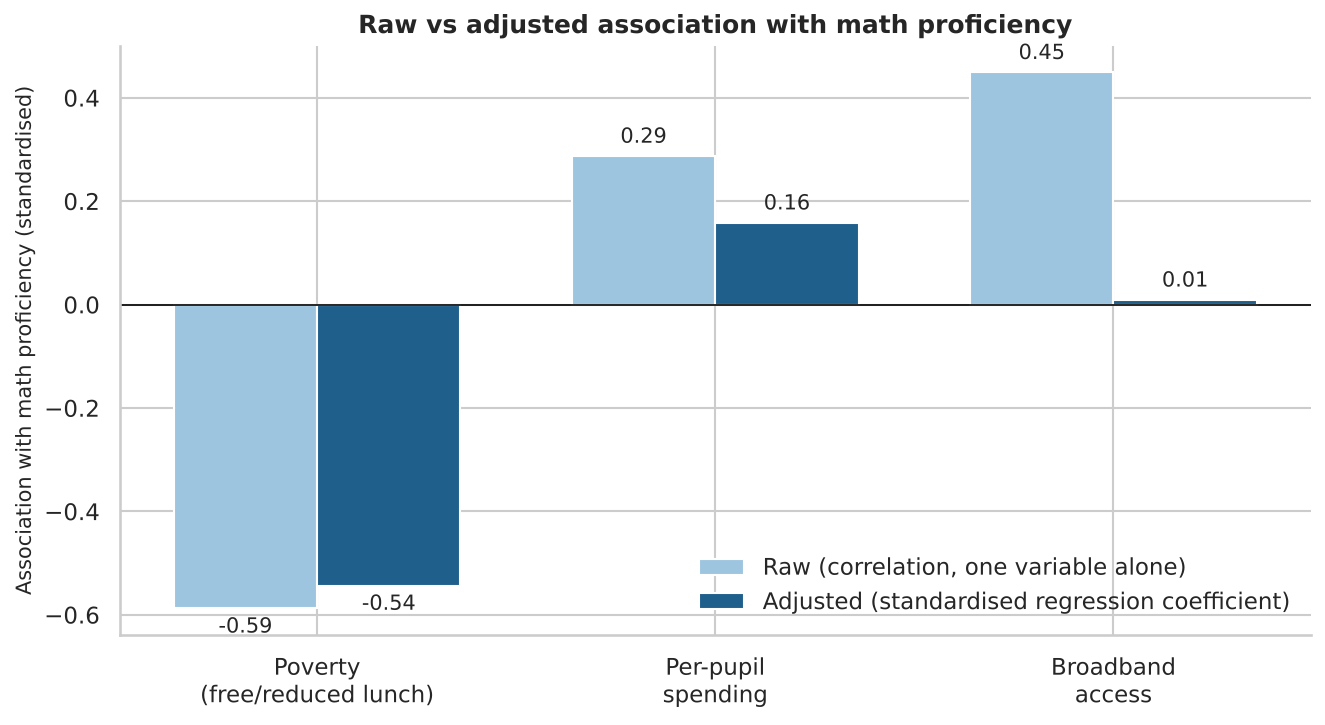 Raw vs adjusted association with math proficiency
Association with math proficiency (standardised)
0.4
0.2
0.0
−0.2
−0.4
−0.6
-0.59
-0.54
0.29
0.16
0.45
0.01
Raw (correlation, one variable alone)
Adjusted (standardised regression coefficient)
Poverty
(free/reduced lunch)
Per-pupil
spending
Broadband
access